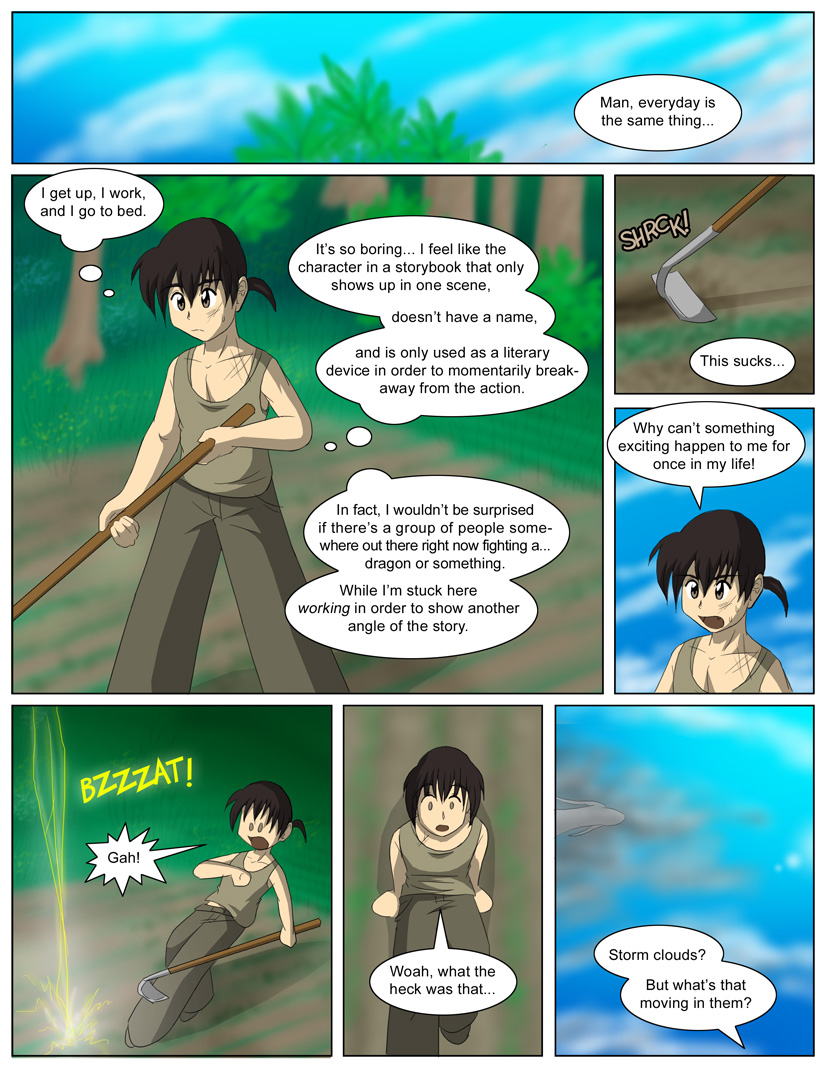 Man, everyday is
the same thing...
I get up, I work,
and I go to bed.
It's so boring... I feel like the
character in a storybook that only
shows up in one scene,
doesn't have a name,
and is only used as a literary
device in order to momentarily break-
away from the action.
In fact, I wouldn't be surprised
if there's a group of people some-
where out there right now fighting a...
dragon or something.
While I'm stuck here
working in order to show another
angle of the story.
SHRCK!
This sucks...
Why can't something
exciting happen to me for
once in my life!
BZZZAT!
Gah!
Woah, what the
heck was that...
Storm clouds?
But what's that
moving in them?